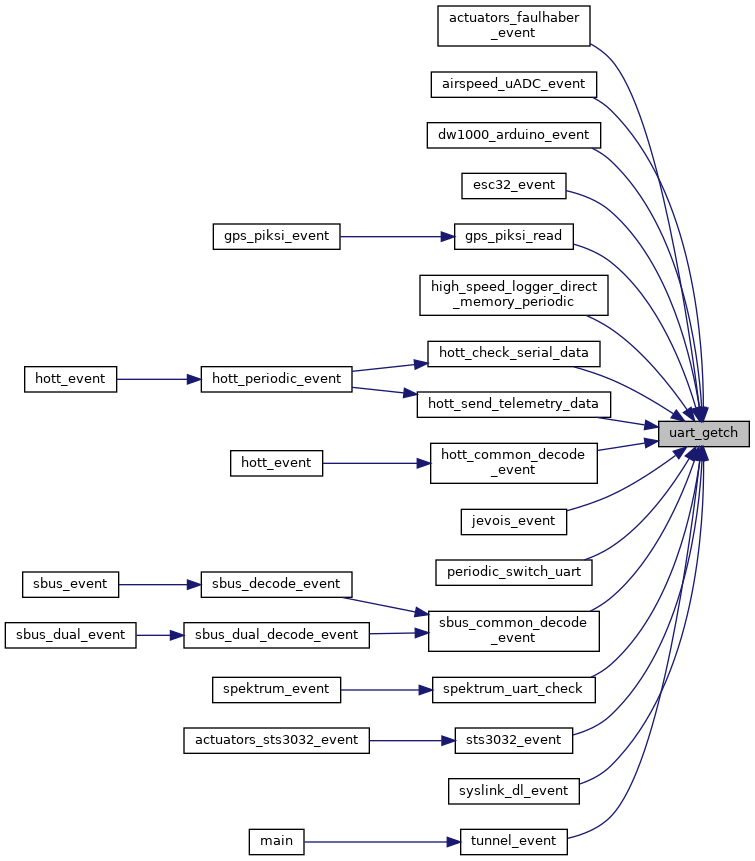 actuators_faulhaber
_event
airspeed_uADC_event
dw1000_arduino_event
esc32_event
gps_piksi_event
gps_piksi_read
high_speed_logger_direct
_memory_periodic
hott_check_serial_data
hott_event
hott_periodic_event
hott_send_telemetry_data
uart_getch
hott_event
hott_common_decode
_event
jevois_event
periodic_switch_uart
sbus_event
sbus_decode_event
sbus_common_decode
_event
sbus_dual_event
sbus_dual_decode_event
spektrum_event
spektrum_uart_check
actuators_sts3032_event
sts3032_event
syslink_dl_event
main
tunnel_event